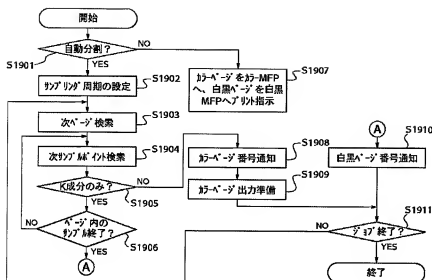 開始
自動分割？
NO
S1901
YES
サンプリング周期の設定
S1902
カラーページをカラーMFP
へ、白黒ページを白黒
MFPへプリント指示
S1907
次ページ検索
S1903
次サンプルポイント検索
S1904
K成分のみ？
NO
S1905
YES
カラーページ番号通知
S1908
カラーページ出力準備
S1909
A
S1910
白黒ページ番号通知
NO
ページ内の
サンプル終了？
S1906
YES
A
S1911
NO
ジョブ終了？
YES
終了